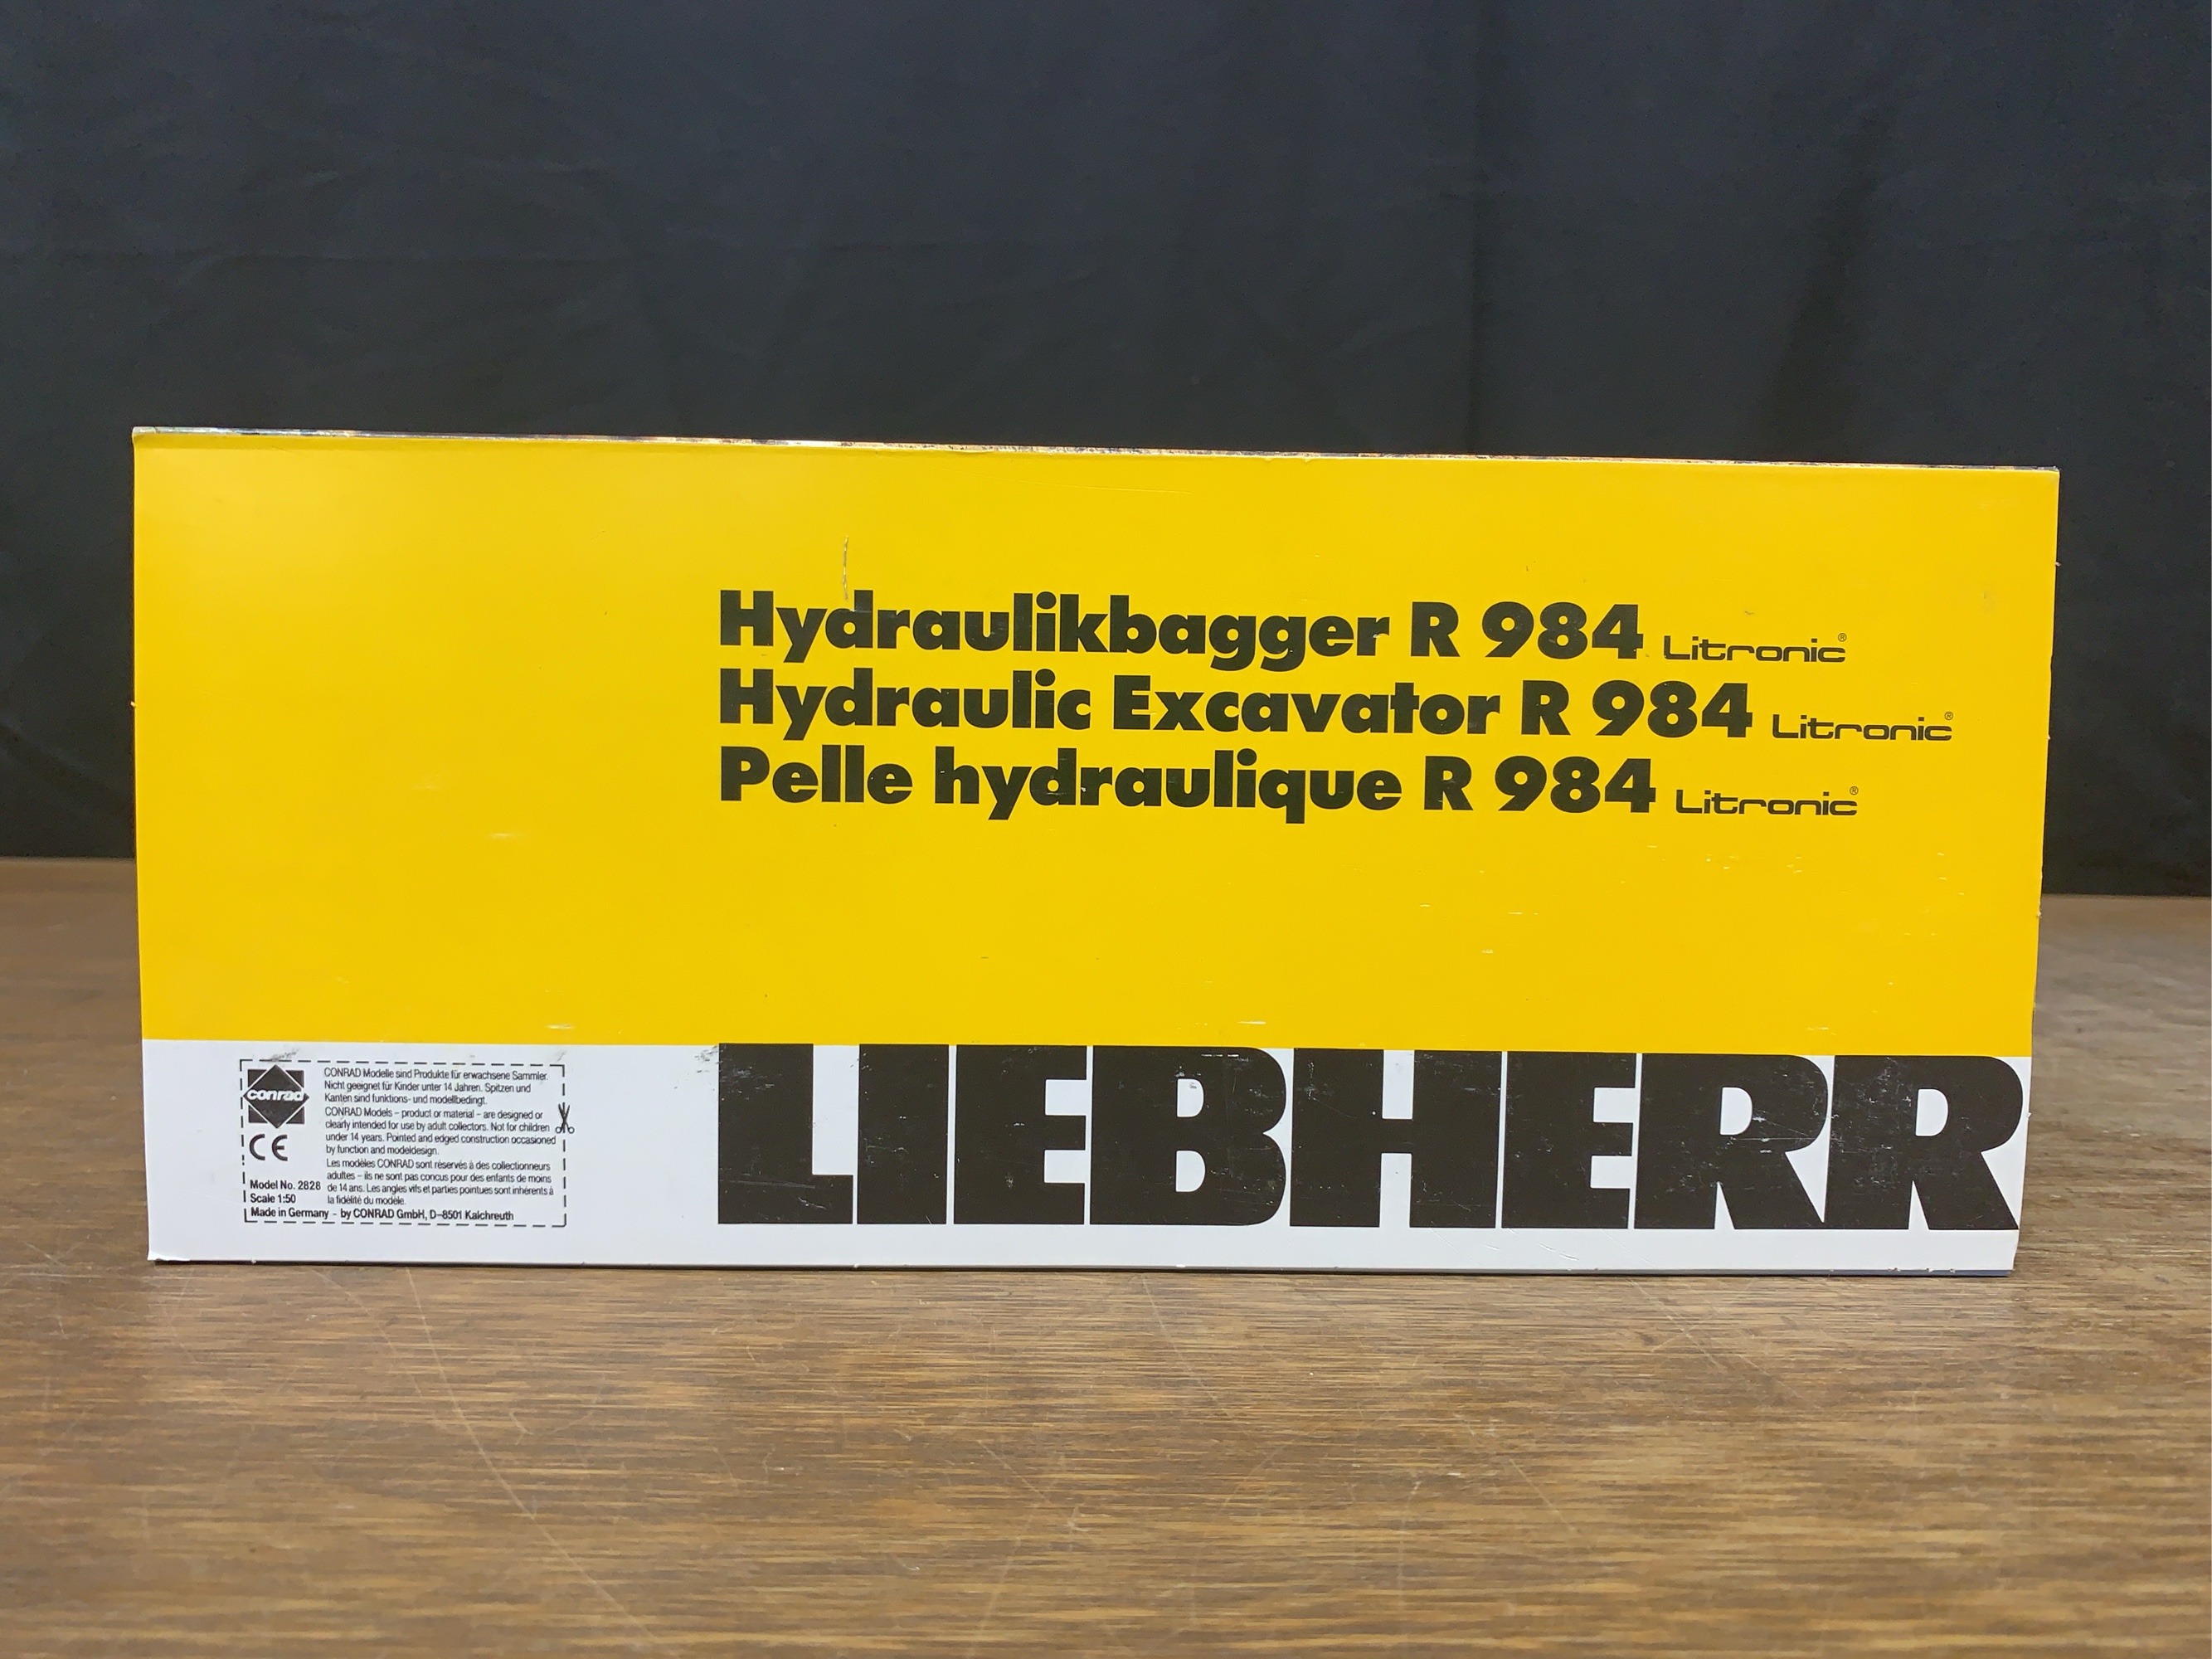 Hydraulikbagger R 984 Litronic®
Hydraulic Excavator R 984 Litronic®
Pelle hydraulique R 984 Litronic®
LIEBHERR
conrad
CE
CONRAD Modelle sind Produkte für erwachsene Sammler.
Nicht geeignet für Kinder unter 14 Jahren. Spitzen und
Kanten sind funktions- und modellbedingt.
CONRAD Models – product or material – are designed or
clearly intended for use by adult collectors. Not for children
under 14 years. Pointed and edged construction occasioned
by function and modeldesign.
Les modèles CONRAD sont réservés à des collectionneurs
adultes – ils ne sont pas concus pour des enfants de moins
de 14 ans. Les angles vifs et parties pointues sont inhérents à
la fidélité du modèle.
Model No. 2828
Scale 1:50
Made in Germany - by CONRAD GmbH, D-8501 Kalchreuth